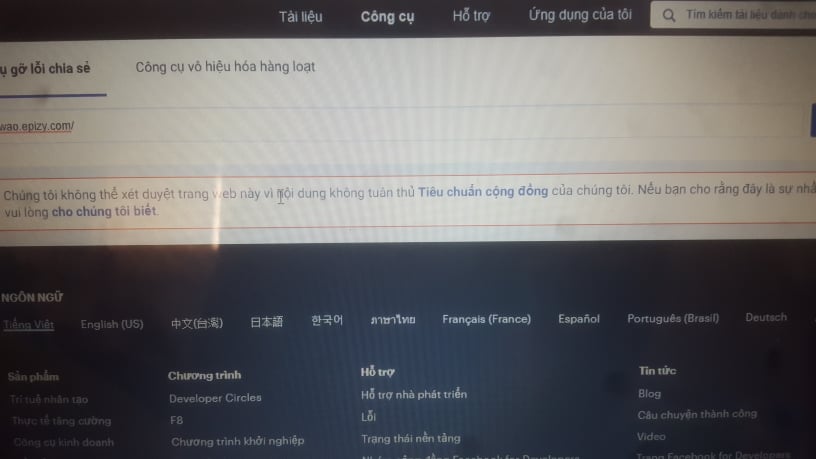 Tài liệu Công cụ Hỗ trợ Ứng dụng của tôi Tìm kiếm tài liệu dành cho
ụ gỡ lỗi chia sẻ Công cụ vô hiệu hóa hàng loạt
wao.epizy.com/
Chúng tôi không thể xét duyệt trang web này vì nội dung không tuân thủ Tiêu chuẩn cộng đồng của chúng tôi. Nếu bạn cho rằng đây là sự nhầ
vui lòng cho chúng tôi biết.
NGÔN NGỮ
Tiếng Việt English (US) 中文(台灣) 日本語 한국어 ภาษาไทย Français (France) Español Português (Brasil) Deutsch
Sản phẩm Chương trình Hỗ trợ Tin tức
Trí tuệ nhân tạo Developer Circles Hỗ trợ nhà phát triển Blog
Thực tế tăng cường F8 Lỗi Câu chuyện thành công
Công cụ kinh doanh Chương trình khởi nghiệp Trạng thái nền tảng Video
Trang Facebook for Developers